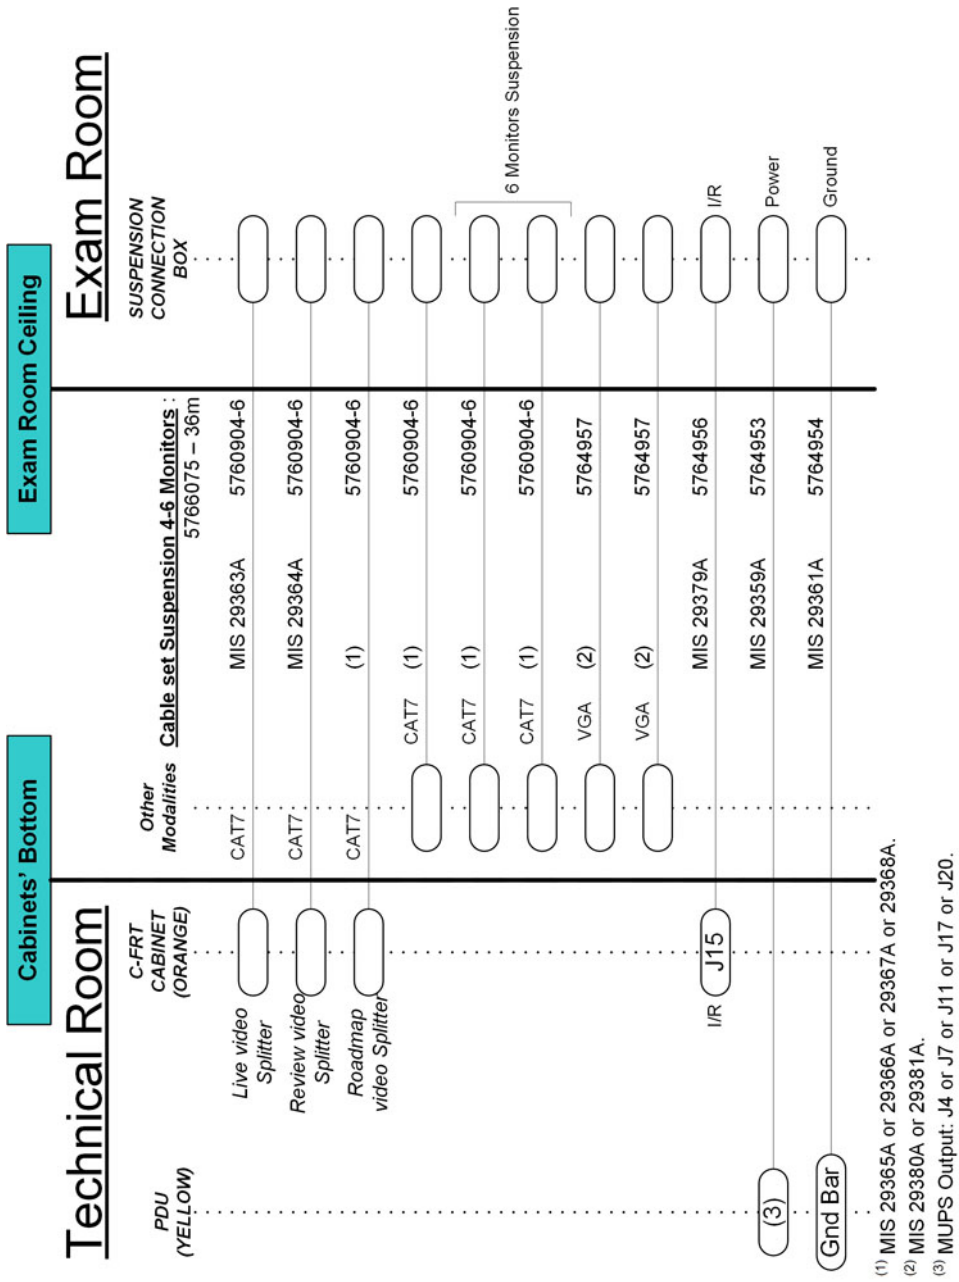 Cabinets' Bottom
Exam Room Ceiling
Technical Room
Exam Room
PDU
(YELLOW)
C-FRT
CABINET
(ORANGE)
Other
Modalities
Cable set Suspension 4-6 Monitors :
5766075 – 36m
SUSPENSION
CONNECTION
BOX
Live video
Splitter
CAT7
MIS 29363A
5760904-6
Review video
Splitter
CAT7
MIS 29364A
5760904-6
Roadmap
video Splitter
CAT7
(1)
5760904-6
CAT7
(1)
5760904-6
CAT7
(1)
5760904-6
CAT7
(1)
5760904-6
6 Monitors Suspension
VGA
(2)
5764957
VGA
(2)
5764957
I/R
J15
MIS 29379A
5764956
I/R
(3)
MIS 29359A
5764953
Power
Gnd Bar
MIS 29361A
5764954
Ground
(1) MIS 29365A or 29366A or 29367A or 29368A.
(2) MIS 29380A or 29381A.
(3) MUPS Output: J4 or J7 or J11 or J17 or J20.